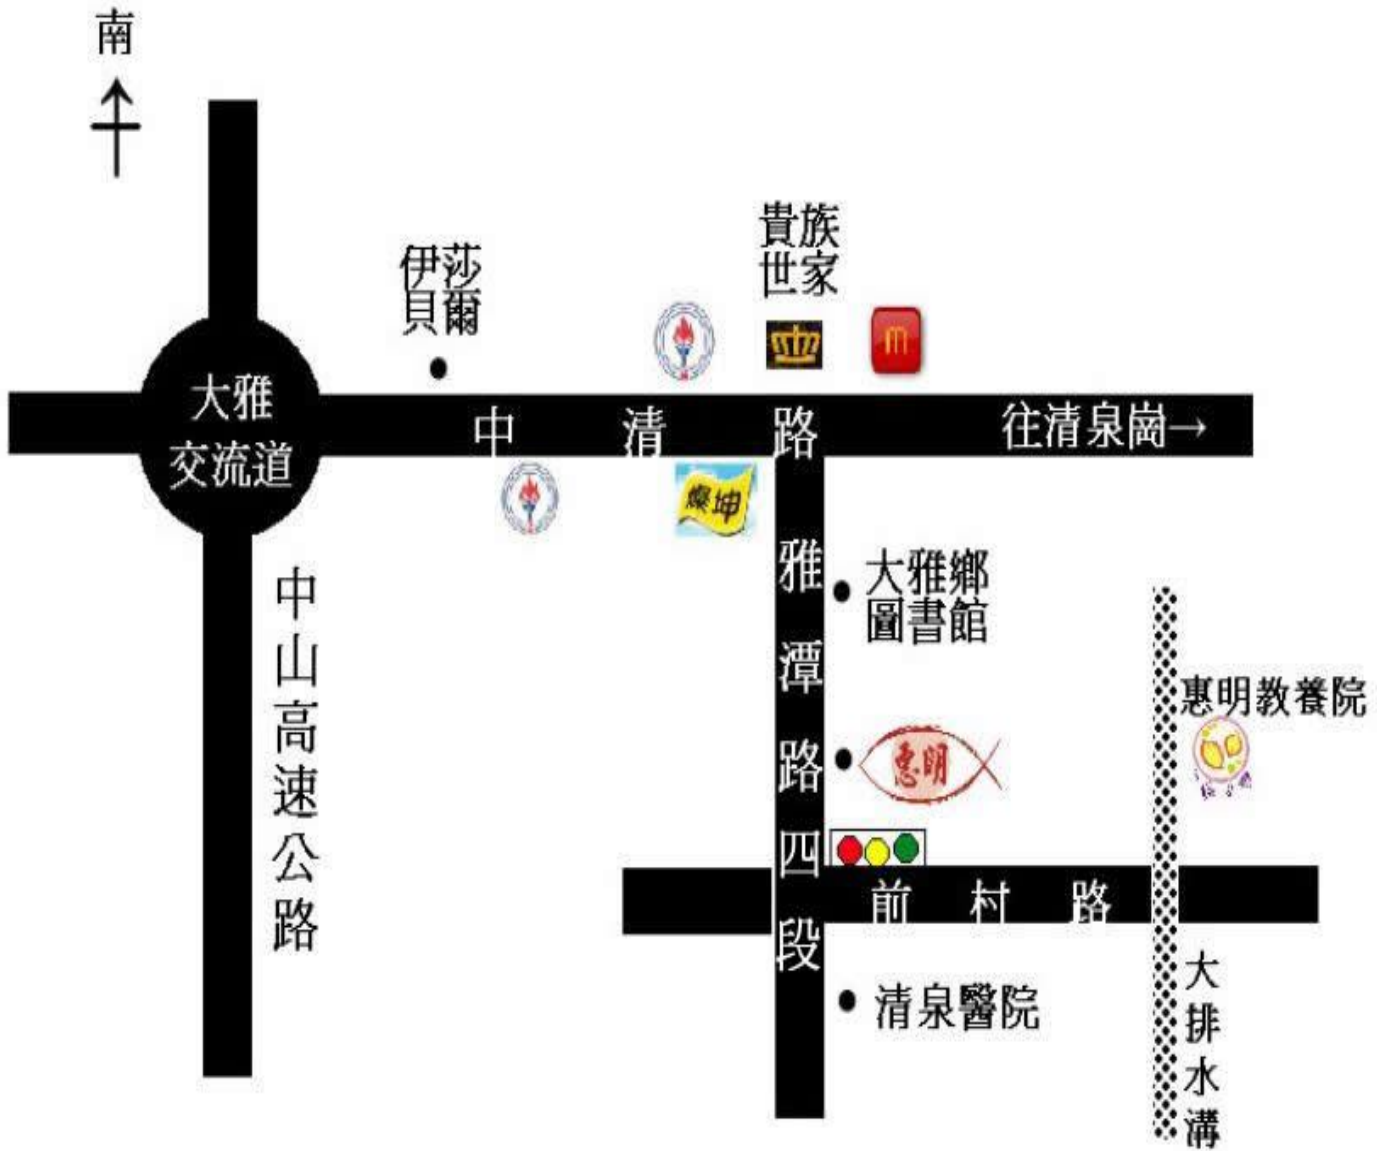 南
貴族
世家
伊莎
貝爾
m
大雅
交流道
中清路
往清泉崗→
燦坤
雅潭路四段
大雅鄉
圖書館
中山高速公路
惠明教養院
惠明
前村路
清泉醫院
大排水溝